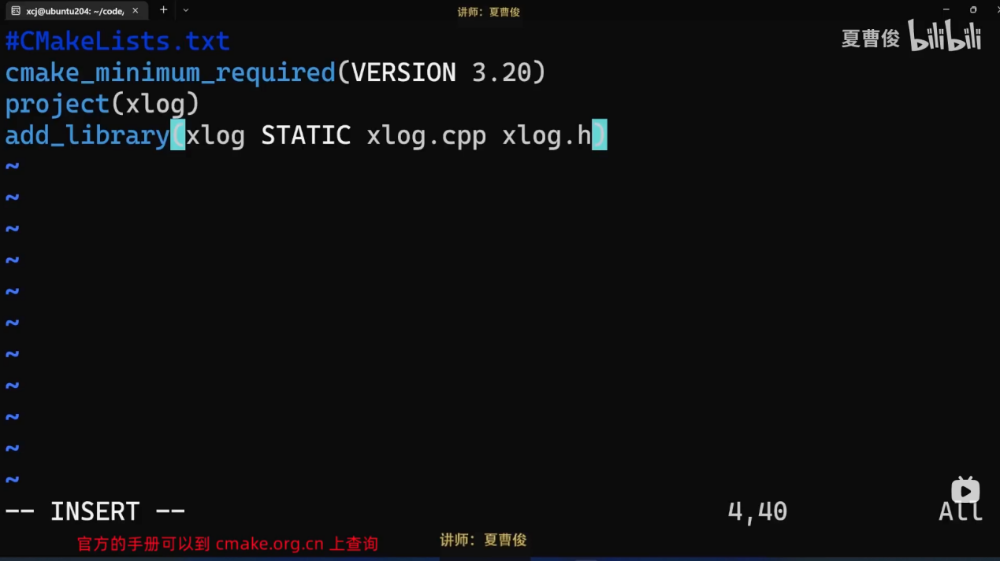 xcj@ubuntu204: ~/code/
讲师：夏曹俊
夏曹俊 bilibili
#CMakeLists.txt
cmake_minimum_required(VERSION 3.20)
project(xlog)
add_library(xlog STATIC xlog.cpp xlog.h)
~
~
~
~
~
~
~
~
~
~
~
-- INSERT -- 4,40 All
官方的手册可以到 cmake.org.cn 上查询
讲师：夏曹俊